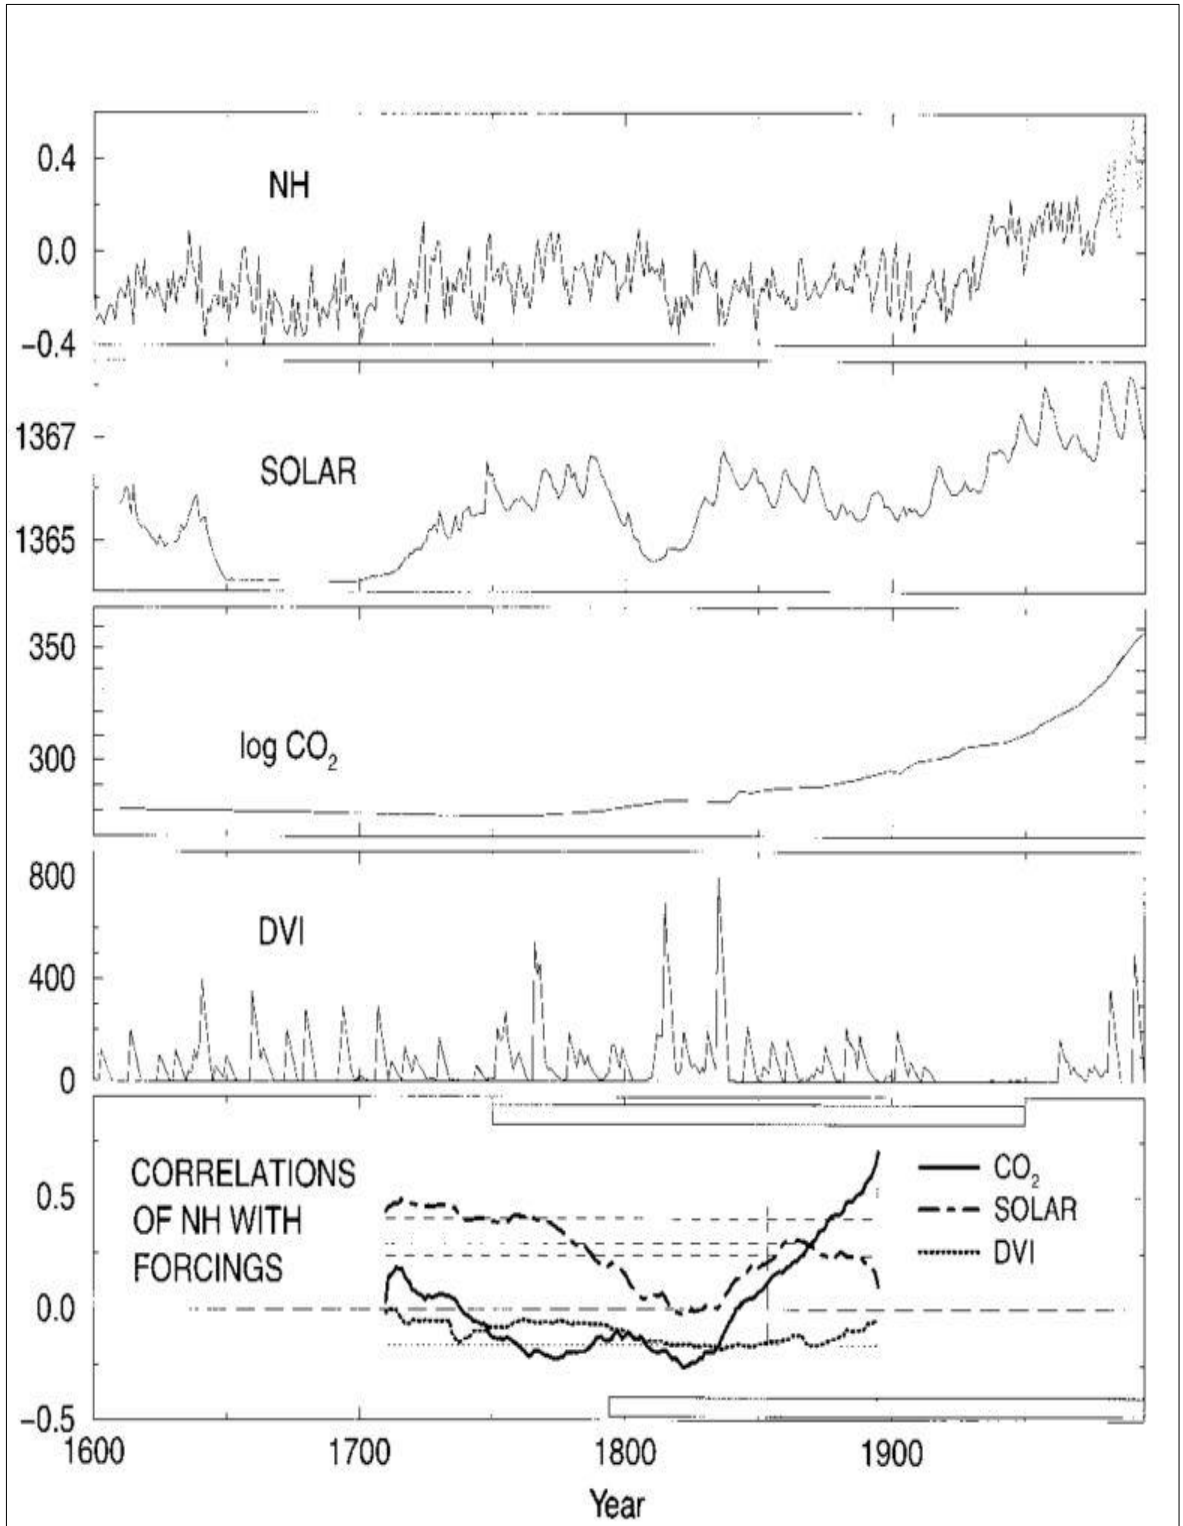 0.4
NH
0.0
−0.4
1367
SOLAR
1365
350
log CO₂
300
800
DVI
400
0
CORRELATIONS
OF NH WITH
FORCINGS
0.5
0.0
−0.5
CO₂
SOLAR
DVI
1600 1700 1800 1900
Year